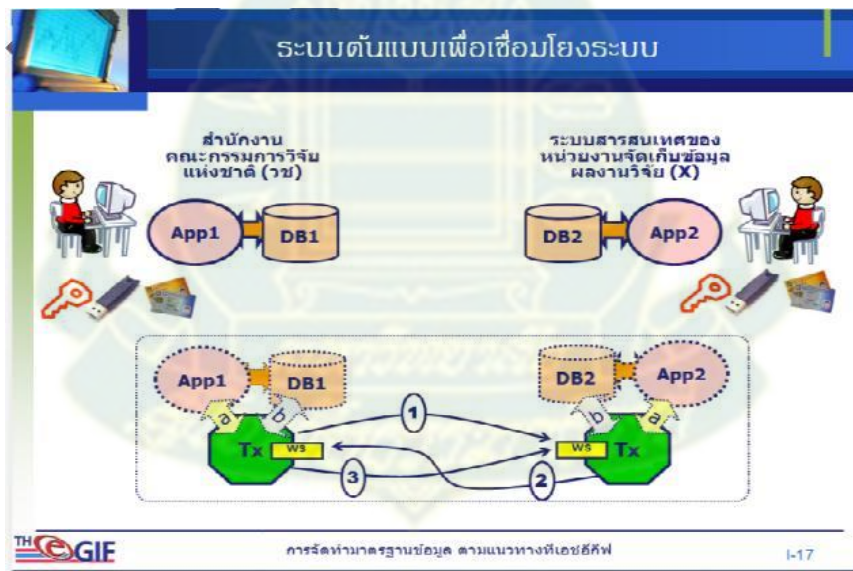 ระบบต้นแบบเพื่อเชื่อมโยงระบบ
สำนักงาน
คณะกรรมการวิจัย
แห่งชาติ (วช)
ระบบสารสนเทศของ
หน่วยงานจัดเก็บข้อมูล
ผลงานวิจัย (X)
App1
DB1
DB2
App2
App1
DB1
DB2
App2
a
b
b
a
1
Tx
ws
ws
Tx
3
2
TH e GIF
การจัดทำมาตรฐานข้อมูล ตามแนวทางทีเอชอีกิฟ
I-17